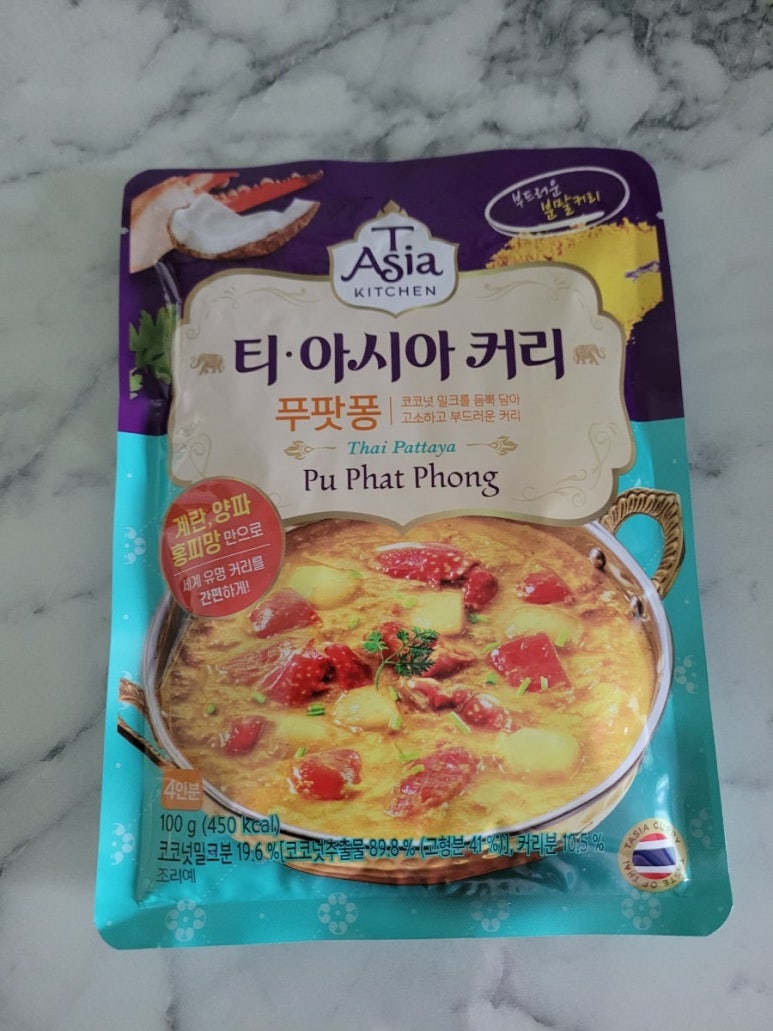 부드러운
분말커리
T
Asia
KITCHEN
티·아시아 커리
푸팟퐁
코코넛 밀크를 듬뿍 담아
고소하고 부드러운 커리
Thai Pattaya
Pu Phat Phong
계란, 양파
홍피망 만으로
세계 유명 커리를
간편하게!
4인분
100 g (450 kcal)
코코넛밀크분 19.6 %[코코넛추출물 89.8 % (고형분 41 %)], 커리분 10.5 %
조리예
T.ASIA CURRY
TASTE OF THAI